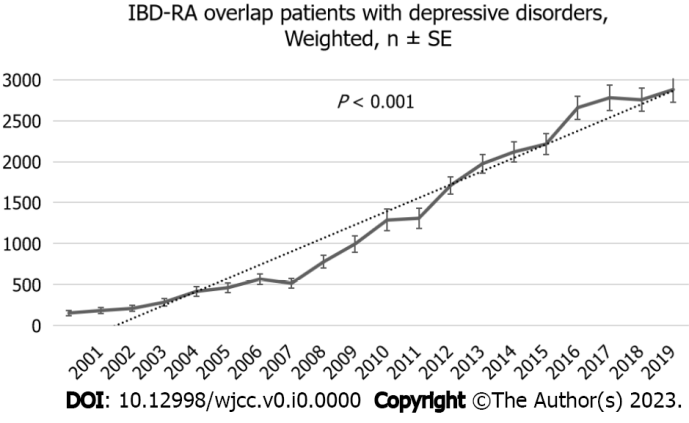 IBD-RA overlap patients with depressive disorders,
Weighted, n ± SE
3000
P < 0.001
2500
2000
1500
1000
500
0
2001 2002 2003 2004 2005 2006 2007 2008 2009 2010 2011 2012 2013 2014 2015 2016 2017 2018 2019
DOI: 10.12998/wjcc.v0.i0.0000 Copyright ©The Author(s) 2023.